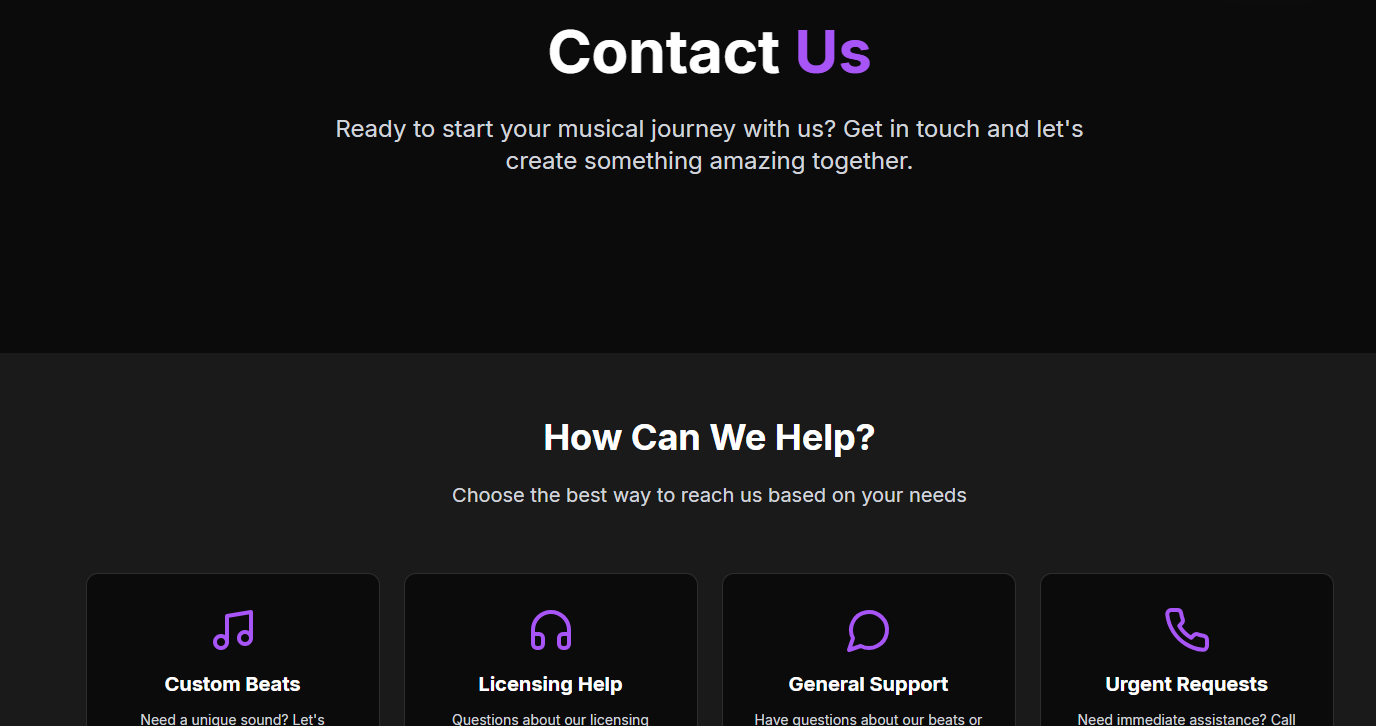 Contact Us
Ready to start your musical journey with us? Get in touch and let's
create something amazing together.
How Can We Help?
Choose the best way to reach us based on your needs
Custom Beats
Need a unique sound? Let's
Licensing Help
Questions about our licensing
General Support
Have questions about our beats or
Urgent Requests
Need immediate assistance? Call